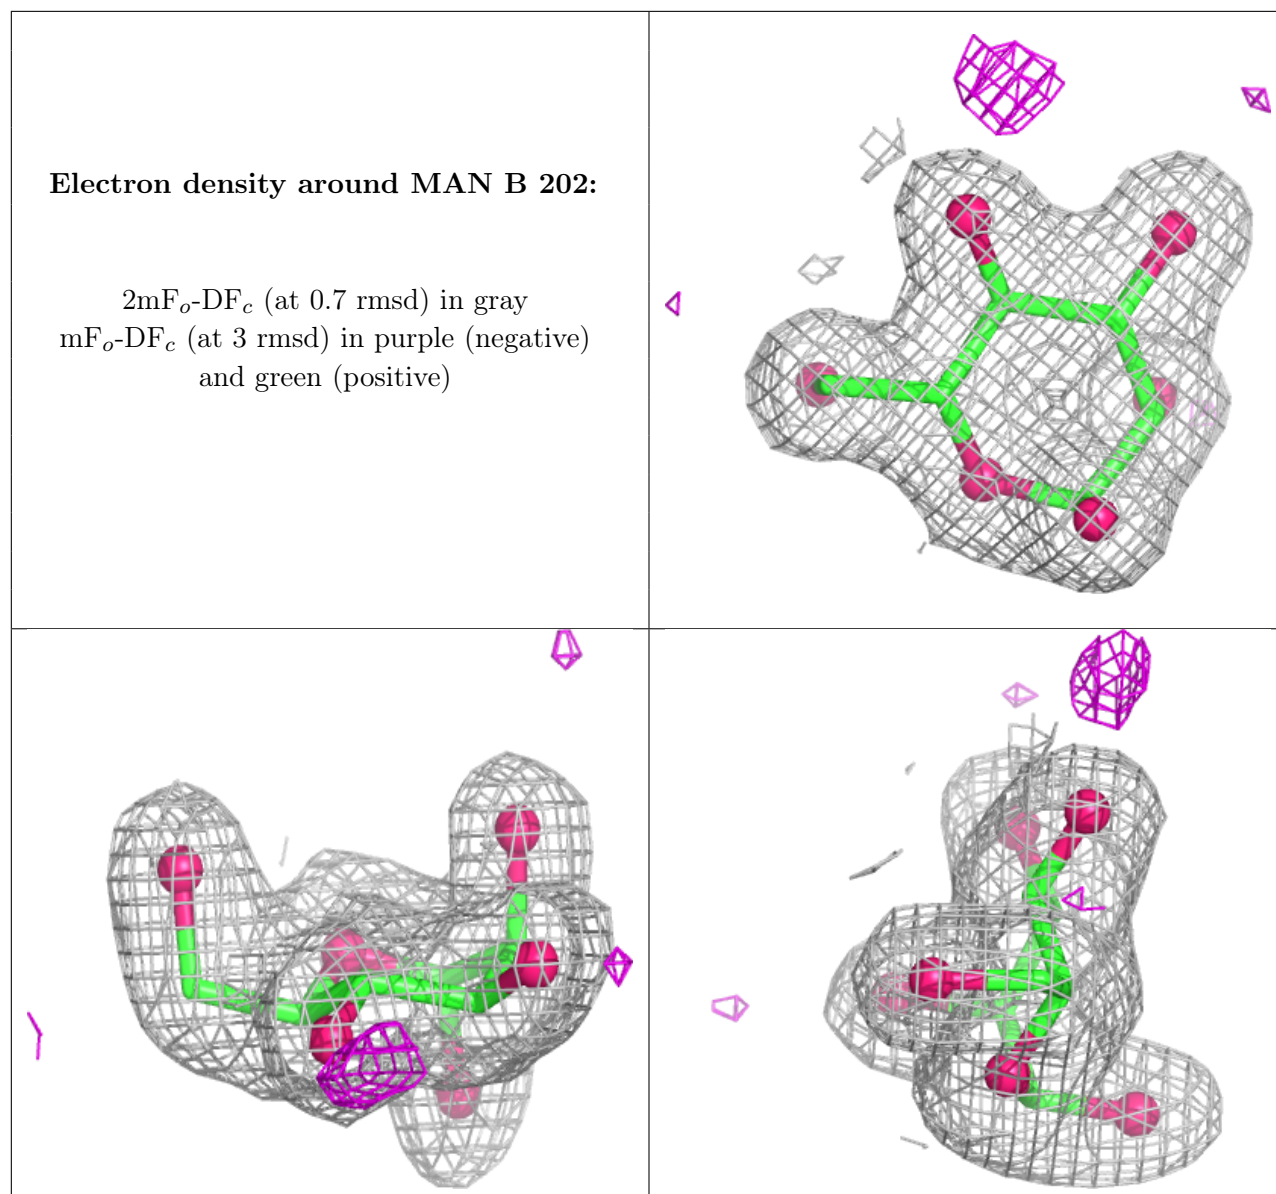 Electron density around MAN B 202:
2mFo-DFc (at 0.7 rmsd) in gray
mFo-DFc (at 3 rmsd) in purple (negative)
and green (positive)